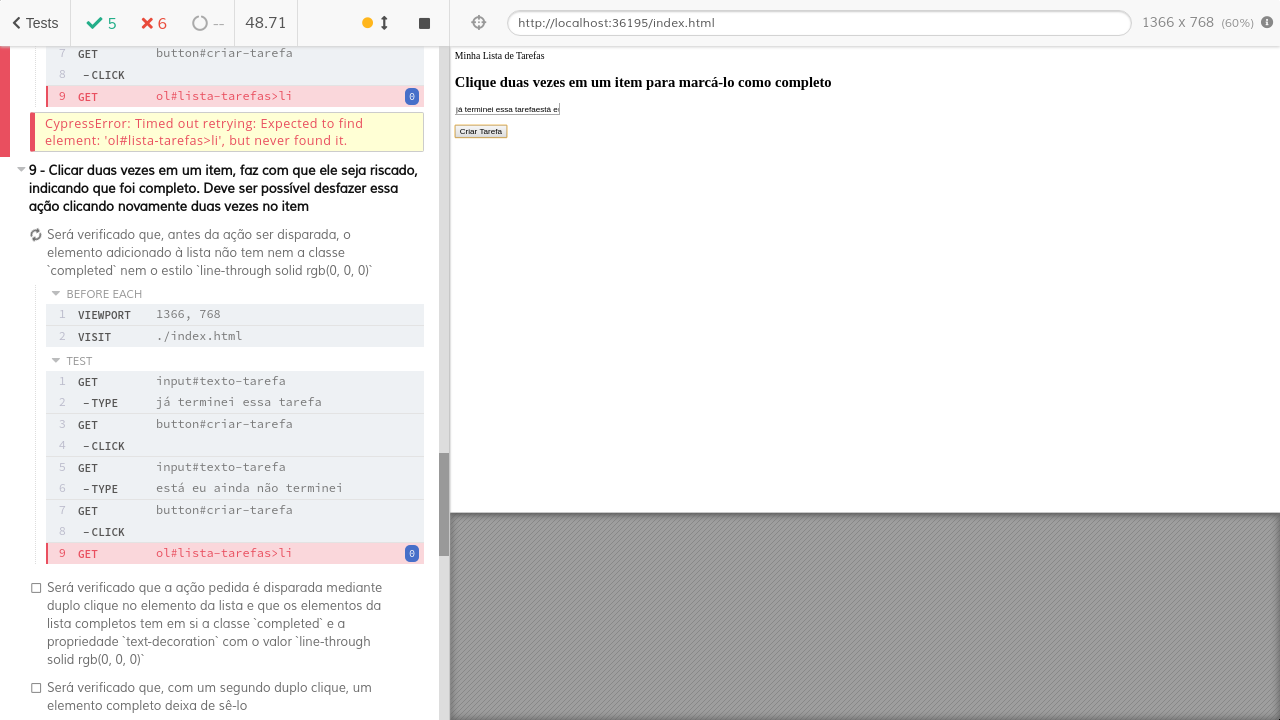 Tests
5
6
--
48.71
http://localhost:36195/index.html
1366 x 768 (60%)
7 GET button#criar-tarefa
8 -CLICK
9 GET ol#lista-tarefas>li 0
CypressError: Timed out retrying: Expected to find
element: 'ol#lista-tarefas>li', but never found it.
9 - Clicar duas vezes em um item, faz com que ele seja riscado,
indicando que foi completo. Deve ser possível desfazer essa
ação clicando novamente duas vezes no item
Será verificado que, antes da ação ser disparada, o
elemento adicionado à lista não tem nem a classe
`completed` nem o estilo `line-through solid rgb(0, 0, 0)`
BEFORE EACH
1 VIEWPORT 1366, 768
2 VISIT ./index.html
TEST
1 GET input#texto-tarefa
2 -TYPE já terminei essa tarefa
3 GET button#criar-tarefa
4 -CLICK
5 GET input#texto-tarefa
6 -TYPE está eu ainda não terminei
7 GET button#criar-tarefa
8 -CLICK
9 GET ol#lista-tarefas>li 0
Será verificado que a ação pedida é disparada mediante
duplo clique no elemento da lista e que os elementos da
lista completos tem em si a classe `completed` e a
propriedade `text-decoration` com o valor `line-through
solid rgb(0, 0, 0)`
Será verificado que, com um segundo duplo clique, um
elemento completo deixa de sê-lo
Minha Lista de Tarefas
Clique duas vezes em um item para marcá-lo como completo
já terminei essa tarefaestá e
Criar Tarefa